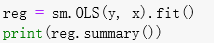 reg = sm.OLS(y, x).fit()
print(reg.summary())